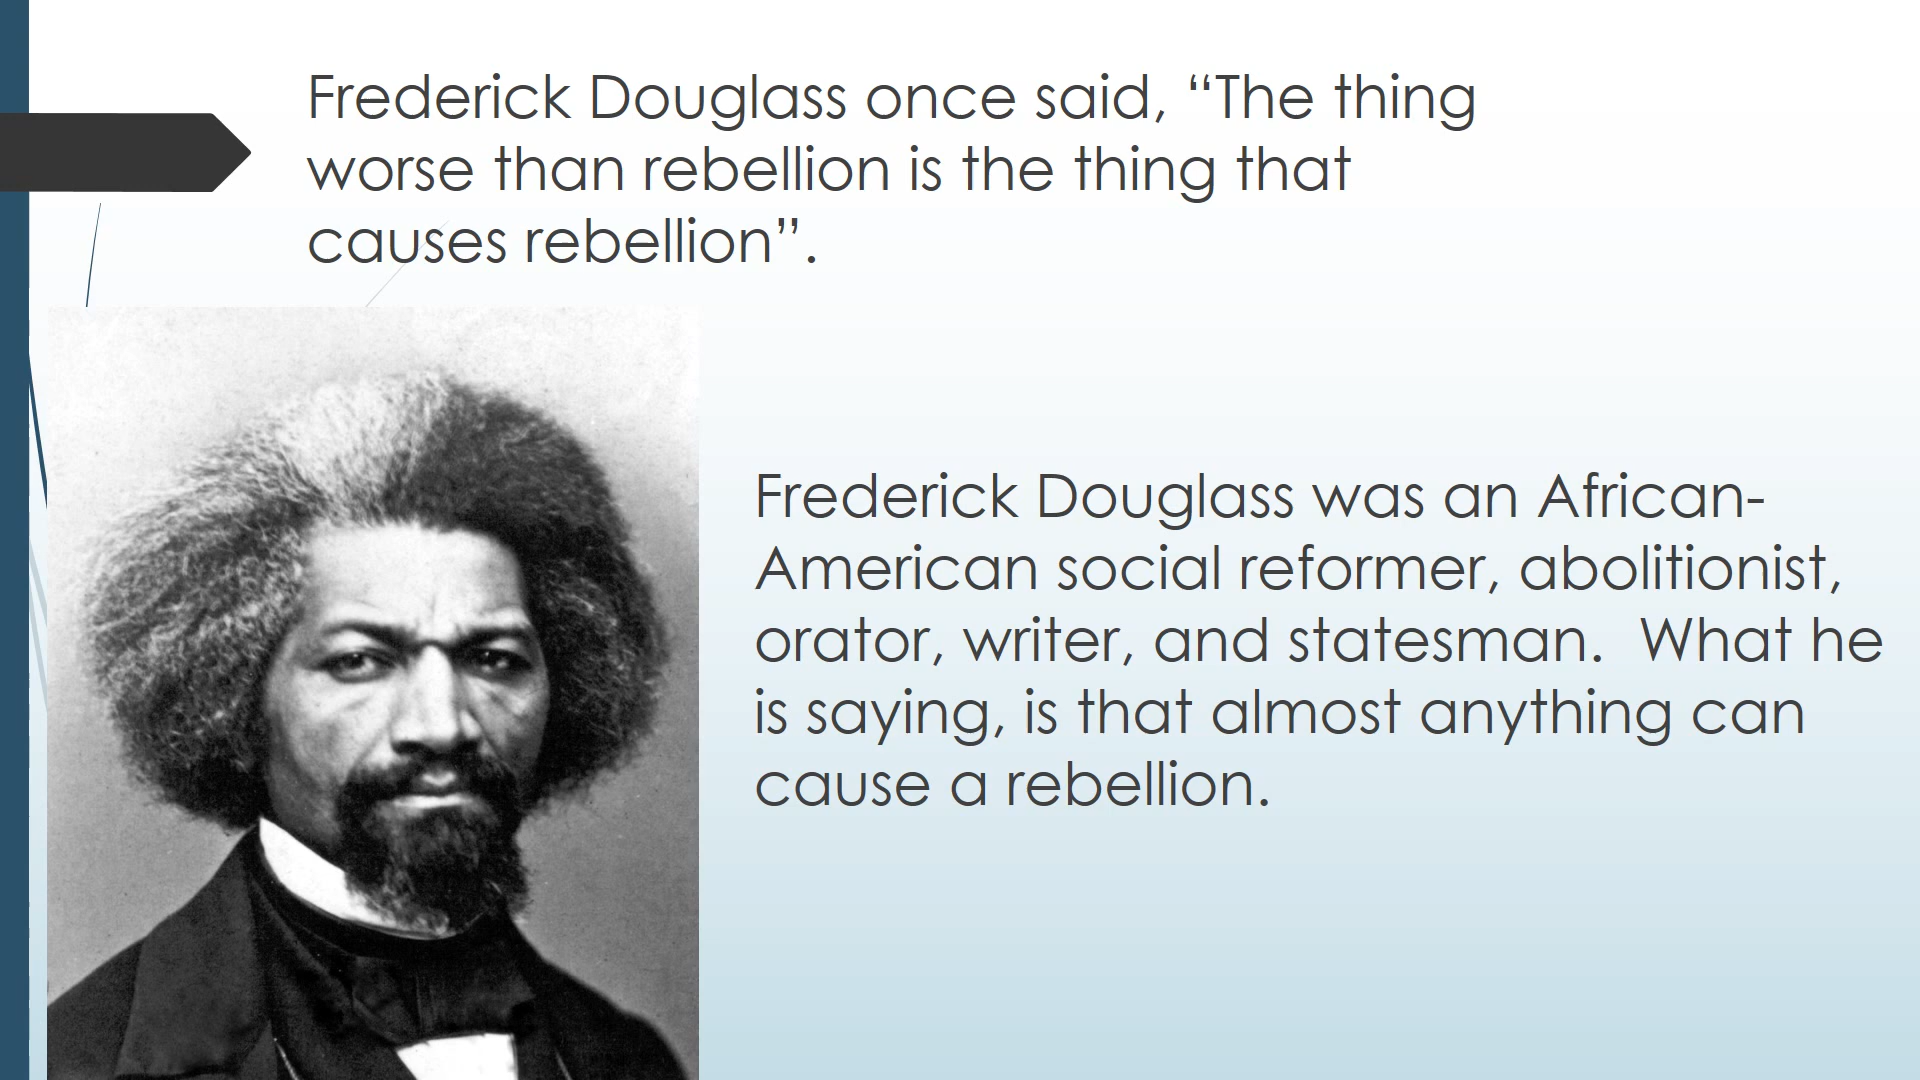 Frederick Douglass once said, “The thing
worse than rebellion is the thing that
causes rebellion”.
Frederick Douglass was an African-
American social reformer, abolitionist,
orator, writer, and statesman.  What he
is saying, is that almost anything can
cause a rebellion.